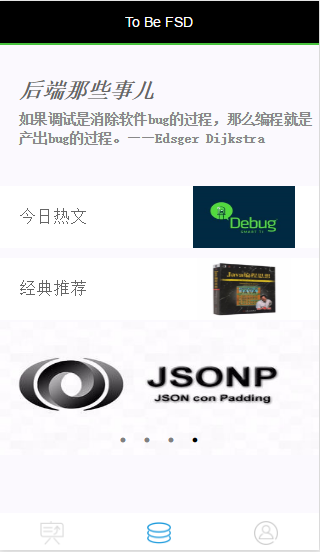 To Be FSD
后端那些事儿
如果调试是消除软件bug的过程，那么编程就是
产出bug的过程。——Edsger Dijkstra
今日热文
Debug
SMART IT
经典推荐
Java编程思想
JSONP
JSON con Padding